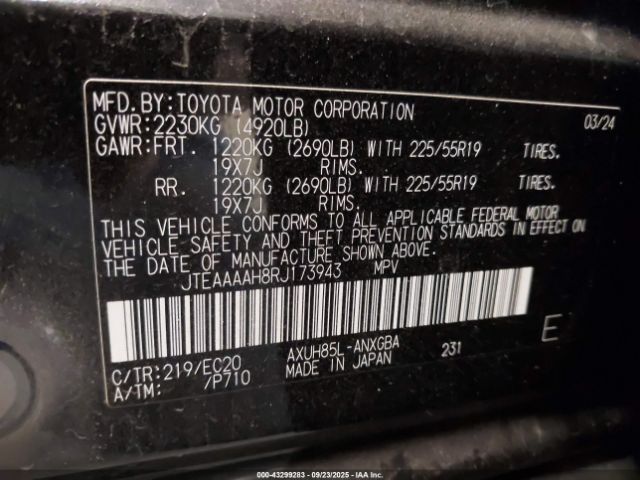 MFD.BY:TOYOTA MOTOR CORPORATION 03/24
GVWR:2230KG (4920LB)
GAWR:FRT. 1220KG (2690LB) WITH 225/55R19 TIRES.
19X7J RIMS.
RR. 1220KG (2690LB) WITH 225/55R19 TIRES.
19X7J RIMS.
THIS VEHICLE CONFORMS TO ALL APPLICABLE FEDERAL MOTOR
VEHICLE SAFETY AND THEFT PREVENTION STANDARDS IN EFFECT ON
THE DATE OF MANUFACTURE SHOWN ABOVE.
JTEAAAAH8RJ173943 MPV
E
C/TR:219/EC20 AXUH85L-ANXGBA 231
A/TM: /P710 MADE IN JAPAN
000-43299283 | 09/23/2025 | IAA Inc.